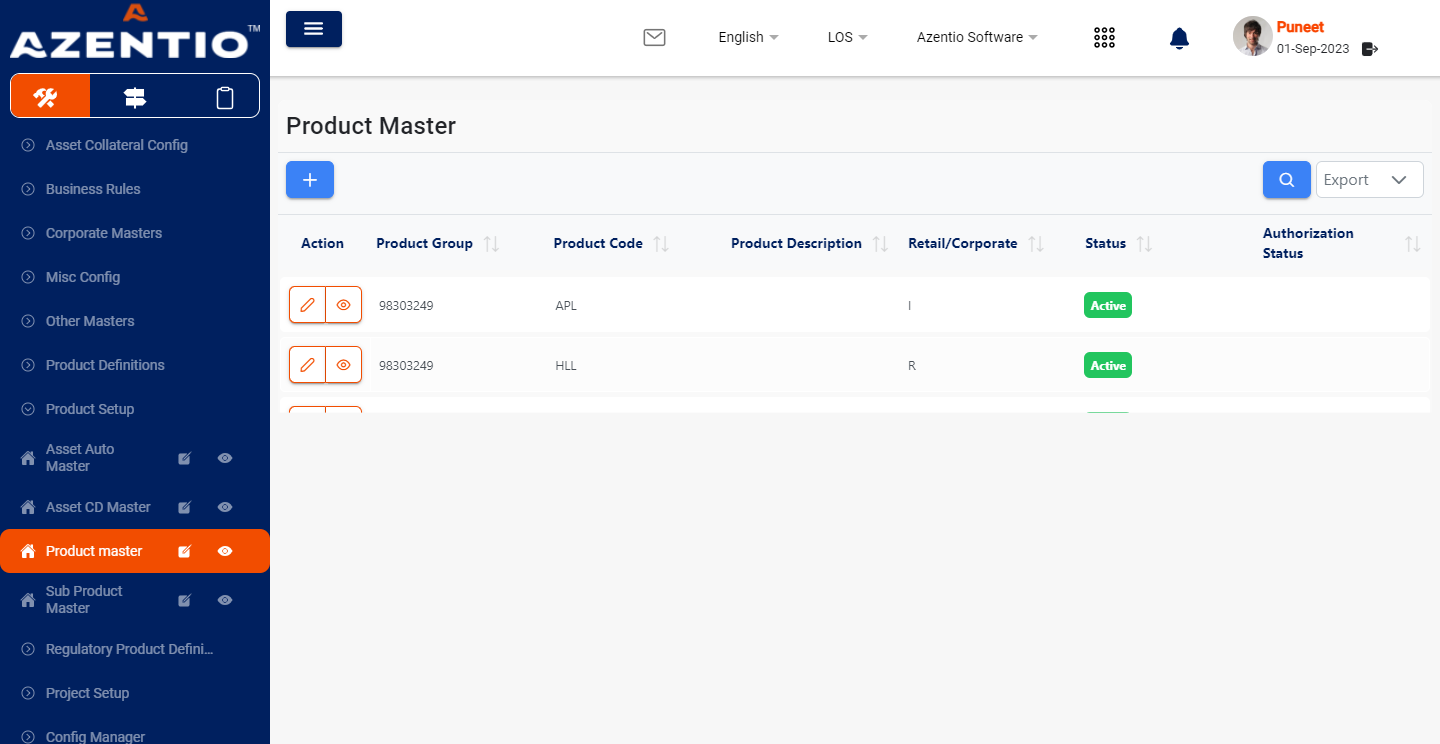 AZENTIO™
English
LOS
Azentio Software
Puneet
01-Sep-2023
Asset Collateral Config
Business Rules
Corporate Masters
Misc Config
Other Masters
Product Definitions
Product Setup
Asset Auto
Master
Asset CD Master
Product master
Sub Product
Master
Regulatory Product Defini...
Project Setup
Config Manager
Product Master
Export
Action Product Group Product Code Product Description Retail/Corporate Status Authorization
Status
98303249 APL I Active
98303249 HLL R Active